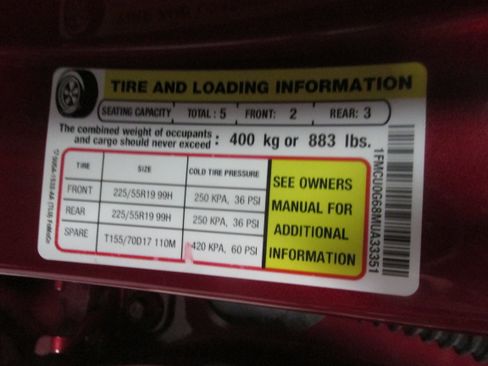 TIRE AND LOADING INFORMATION
SEATING CAPACITY TOTAL : 5 FRONT: 2 REAR: 3
The combined weight of occupants and cargo should never exceed : 400 kg or 883 lbs.
TIRE SIZE COLD TIRE PRESSURE
FRONT 225/55R19 99H 250 KPA, 36 PSI
REAR 225/55R19 99H 250 KPA, 36 PSI
SPARE T155/70D17 110M 420 KPA, 60 PSI
SEE OWNERS
MANUAL FOR
ADDITIONAL
INFORMATION
1FMCU0G68MUA33351